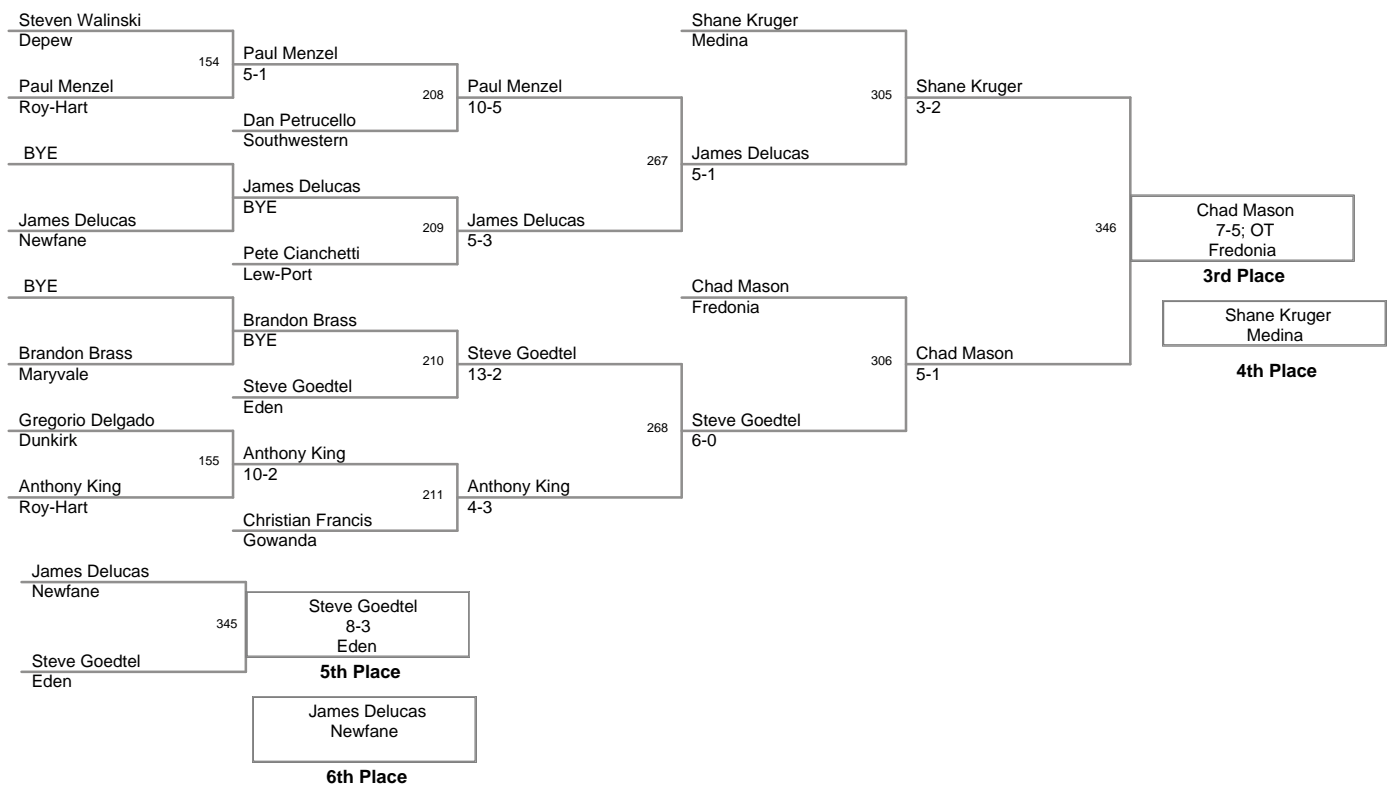 Steven Walinski
Depew
154
Paul Menzel
Roy-Hart
BYE
James Delucas
Newfane
BYE
Brandon Brass
Maryvale
Gregorio Delgado
Dunkirk
155
Anthony King
Roy-Hart
Paul Menzel
5-1
208
Dan Petrucello
Southwestern
James Delucas
BYE
209
Pete Cianchetti
Lew-Port
Brandon Brass
BYE
210
Steve Goedtel
Eden
Anthony King
10-2
211
Christian Francis
Gowanda
Paul Menzel
10-5
267
James Delucas
5-3
Steve Goedtel
13-2
268
Anthony King
4-3
Shane Kruger
Medina
305
James Delucas
5-1
Chad Mason
Fredonia
306
Steve Goedtel
6-0
Shane Kruger
3-2
346
Chad Mason
5-1
Chad Mason
7-5; OT
Fredonia
3rd Place
Shane Kruger
Medina
4th Place
James Delucas
Newfane
345
Steve Goedtel
Eden
Steve Goedtel
8-3
Eden
5th Place
James Delucas
Newfane
6th Place